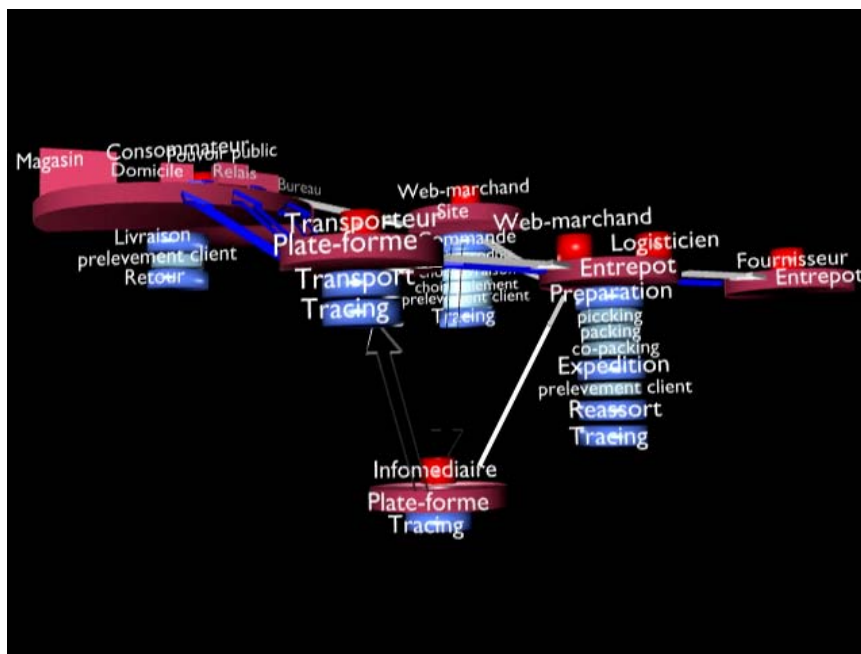 Magasin
Consommateur
Pouvoir public
Domicile
Relais
Bureau
Livraison
prelevement client
Retour
Transporteur
Plate-forme
Transport
Tracing
Web-marchand
Site
Commande
prelevement client
Tracing
Web-marchand
Logisticien
Entrepot
Preparation
piccking
packing
co-packing
Expedition
prelevement client
Reassort
Tracing
Fournisseur
Entrepot
Infomediaire
Plate-forme
Tracing